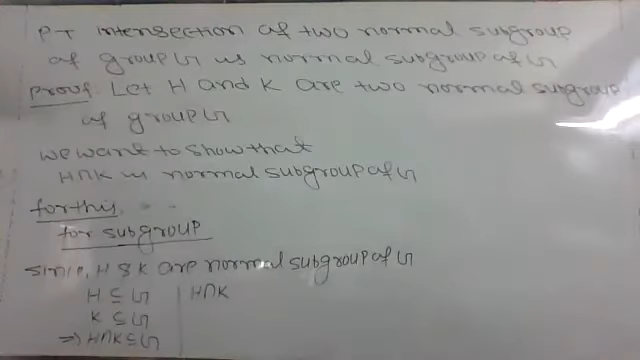 PT intersection of two normal subgroup
of group G is normal subgroup of G
Proof. Let H and K are two normal subgroup
of group G
we want to show that
H∩K is normal subgroup of G
for this
for subgroup
since, H & K are normal subgroup of G
H ⊆ G | H∩K
K ⊆ G
=> H∩K ⊆ G